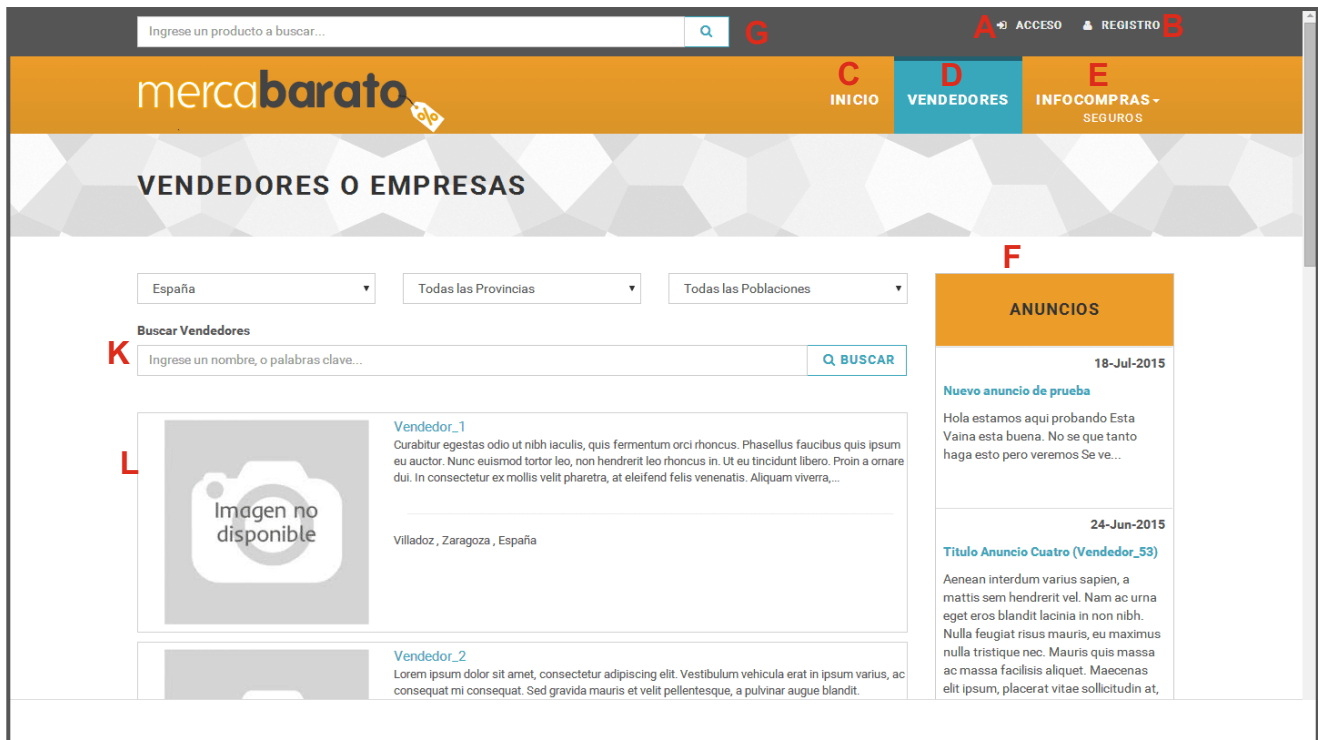 Ingrese un producto a buscar...
G
A ACCESO REGISTRO B
mercabarato
%
C D E
INICIO VENDEDORES INFOCOMPRAS
SEGUROS
VENDEDORES O EMPRESAS
F
España Todas las Provincias Todas las Poblaciones
Buscar Vendedores
K
Ingrese un nombre, o palabras clave... BUSCAR
L
Imagen no
disponible
Vendedor_1
Curabitur egestas odio ut nibh iaculis, quis fermentum orci rhoncus. Phasellus faucibus quis ipsum
eu auctor. Nunc euismod tortor leo, non hendrerit leo rhoncus in. Ut eu tincidunt libero. Proin a ornare
dui. In consectetur ex mollis velit pharetra, at eleifend felis venenatis. Aliquam viverra,...
Villadoz , Zaragoza , España
Vendedor_2
Lorem ipsum dolor sit amet, consectetur adipiscing elit. Vestibulum vehicula erat in ipsum varius, ac
consequat mi consequat. Sed gravida mauris et velit pellentesque, a pulvinar augue blandit.
ANUNCIOS
18-Jul-2015
Nuevo anuncio de prueba
Hola estamos aqui probando Esta
Vaina esta buena. No se que tanto
haga esto pero veremos Se ve...
24-Jun-2015
Titulo Anuncio Cuatro (Vendedor_53)
Aenean interdum varius sapien, a
mattis sem hendrerit vel. Nam ac urna
eget eros blandit lacinia in non nibh.
Nulla feugiat risus mauris, eu maximus
nulla tristique nec. Mauris quis massa
ac massa facilisis aliquet. Maecenas
elit ipsum, placerat vitae sollicitudin at,